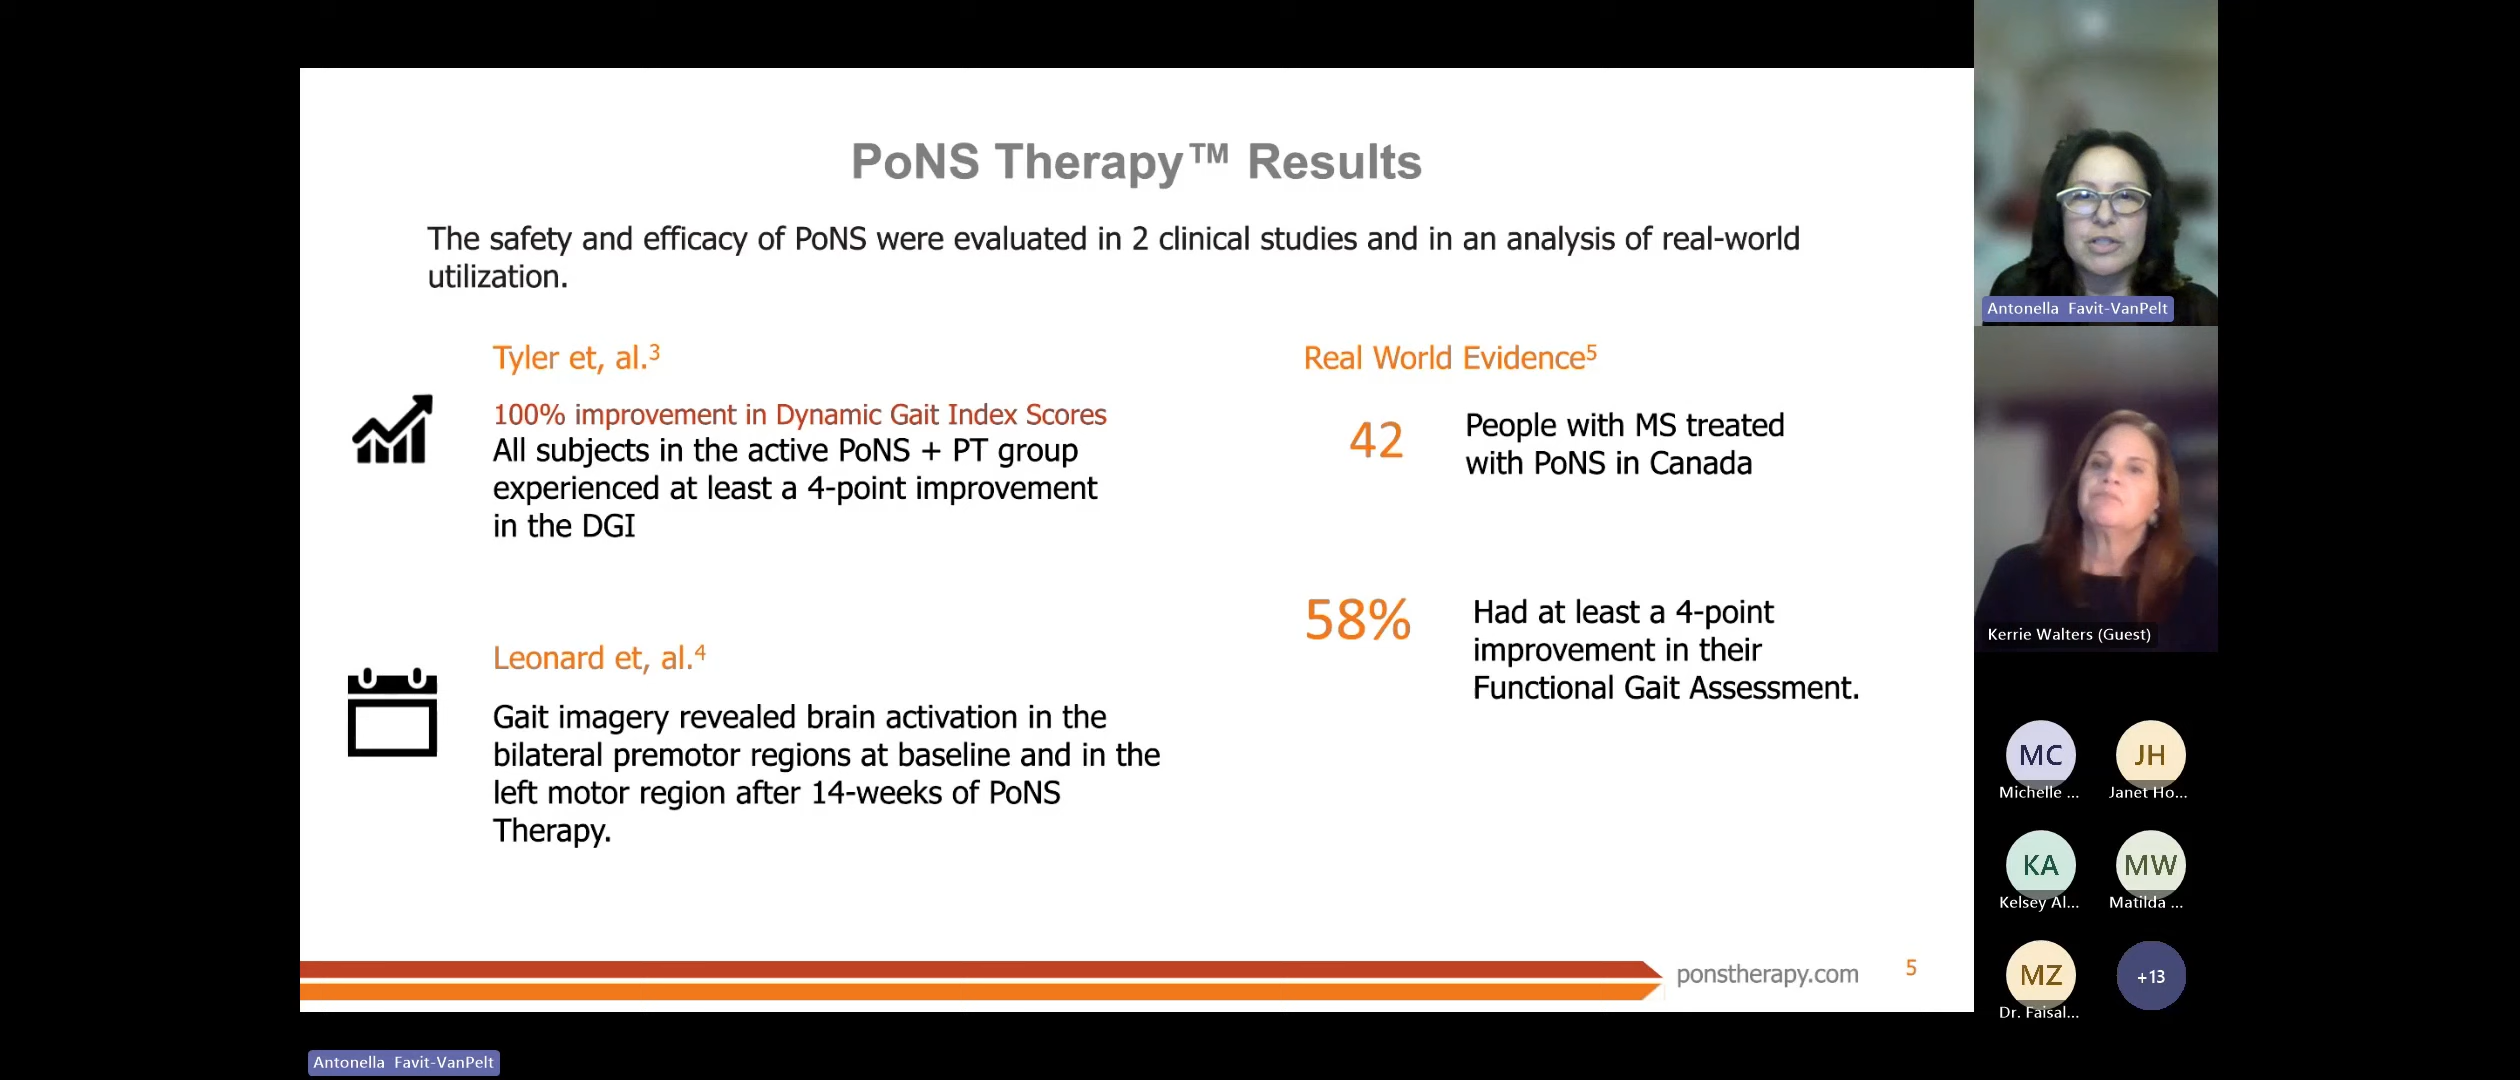 PoNS Therapy™ Results
The safety and efficacy of PoNS were evaluated in 2 clinical studies and in an analysis of real-world
utilization.
Tyler et, al.3
100% improvement in Dynamic Gait Index Scores
All subjects in the active PoNS + PT group
experienced at least a 4-point improvement
in the DGI
Leonard et, al.4
Gait imagery revealed brain activation in the
bilateral premotor regions at baseline and in the
left motor region after 14-weeks of PoNS
Therapy.
Real World Evidence5
42
People with MS treated
with PoNS in Canada
58%
Had at least a 4-point
improvement in their
Functional Gait Assessment.
ponstherapy.com
5
Antonella Favit-VanPelt
Kerrie Walters (Guest)
MC
Michelle ...
JH
Janet Ho...
KA
Kelsey Al...
MW
Matilda ...
MZ
Dr. Faisal...
+13
Antonella Favit-VanPelt